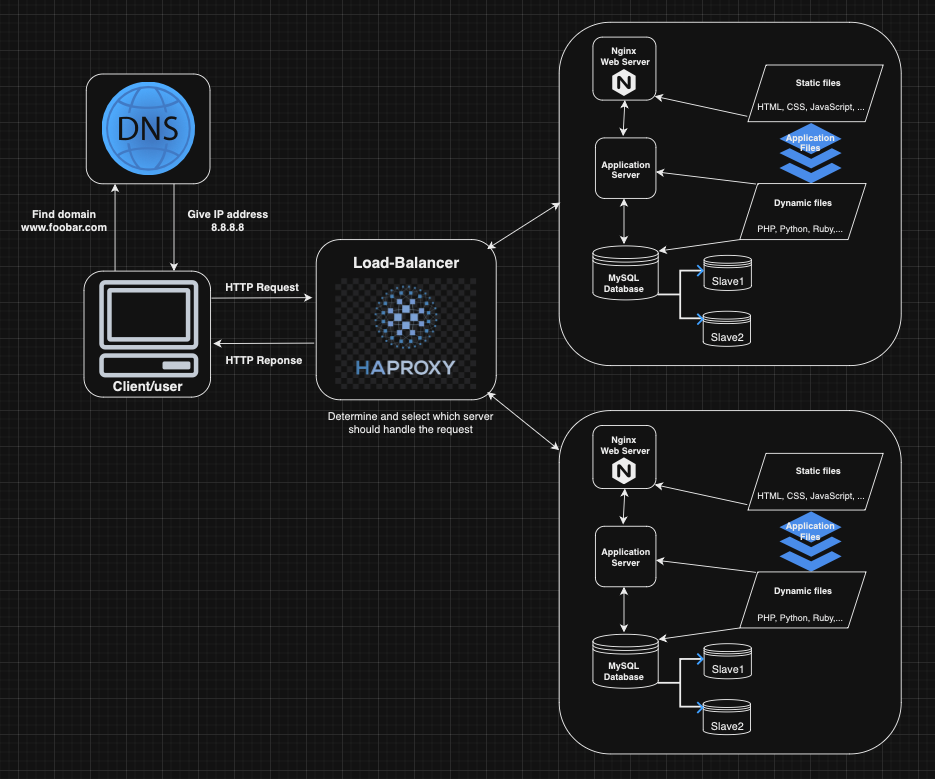 DNS
Find domain
www.foobar.com
Give IP address
8.8.8.8
Client/user
HTTP Request
HTTP Reponse
Load-Balancer
HAPROXY
Determine and select which server
should handle the request
Nginx
Web Server
N
Static files
HTML, CSS, JavaScript, ...
Application
Files
Application
Server
Dynamic files
PHP, Python, Ruby,...
MySQL
Database
Slave1
Slave2
Nginx
Web Server
N
Static files
HTML, CSS, JavaScript, ...
Application
Files
Application
Server
Dynamic files
PHP, Python, Ruby,...
MySQL
Database
Slave1
Slave2